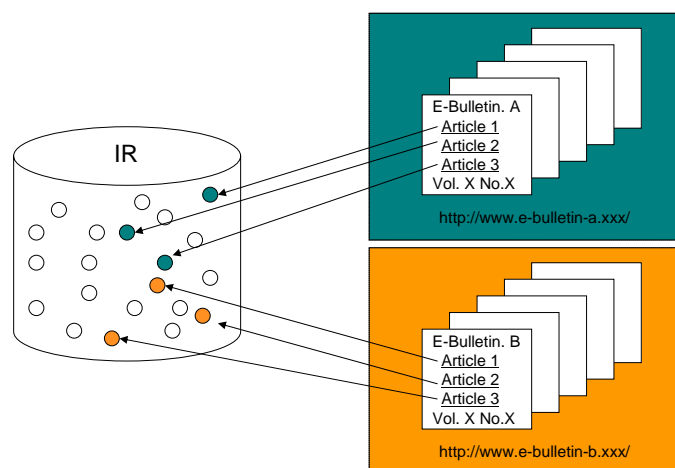 IR
E-Bulletin. A
Article 1
Article 2
Article 3
Vol. X No.X
http://www.e-bulletin-a.xxx/
E-Bulletin. B
Article 1
Article 2
Article 3
Vol. X No.X
http://www.e-bulletin-b.xxx/